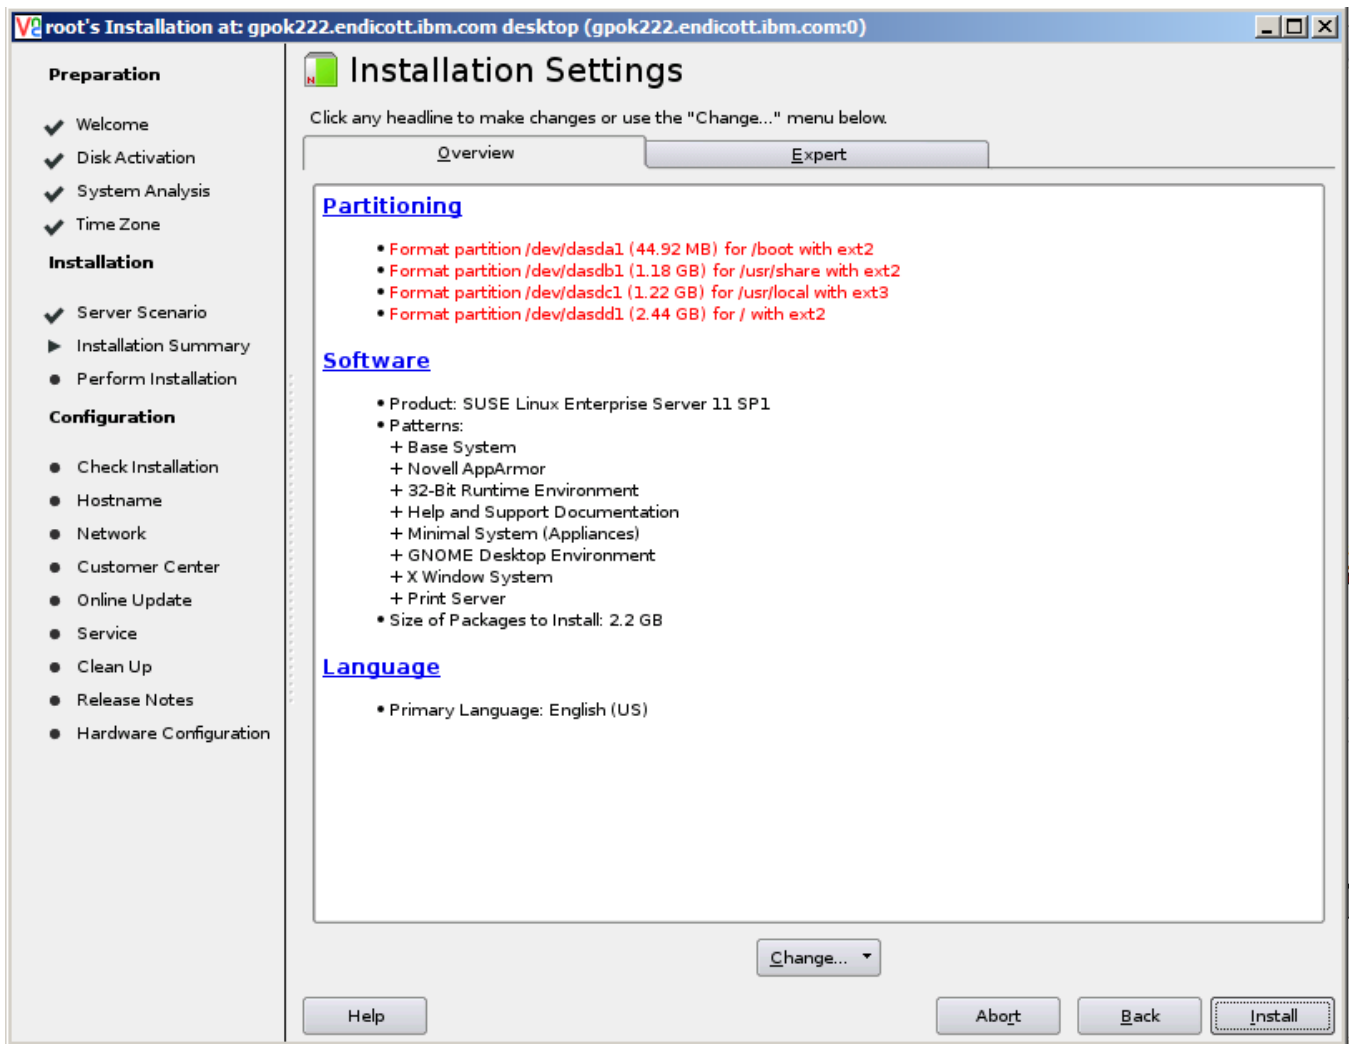 root's Installation at: gpok222.endicott.ibm.com desktop (gpok222.endicott.ibm.com:0)
Preparation
Welcome
Disk Activation
System Analysis
Time Zone
Installation
Server Scenario
Installation Summary
Perform Installation
Configuration
Check Installation
Hostname
Network
Customer Center
Online Update
Service
Clean Up
Release Notes
Hardware Configuration
Installation Settings
Click any headline to make changes or use the "Change..." menu below.
Overview
Expert
Partitioning
• Format partition /dev/dasda1 (44.92 MB) for /boot with ext2
• Format partition /dev/dasdb1 (1.18 GB) for /usr/share with ext2
• Format partition /dev/dasdc1 (1.22 GB) for /usr/local with ext3
• Format partition /dev/dasdd1 (2.44 GB) for / with ext2
Software
• Product: SUSE Linux Enterprise Server 11 SP1
• Patterns:
+ Base System
+ Novell AppArmor
+ 32-Bit Runtime Environment
+ Help and Support Documentation
+ Minimal System (Appliances)
+ GNOME Desktop Environment
+ X Window System
+ Print Server
• Size of Packages to Install: 2.2 GB
Language
• Primary Language: English (US)
Change...
Help
Abort
Back
Install